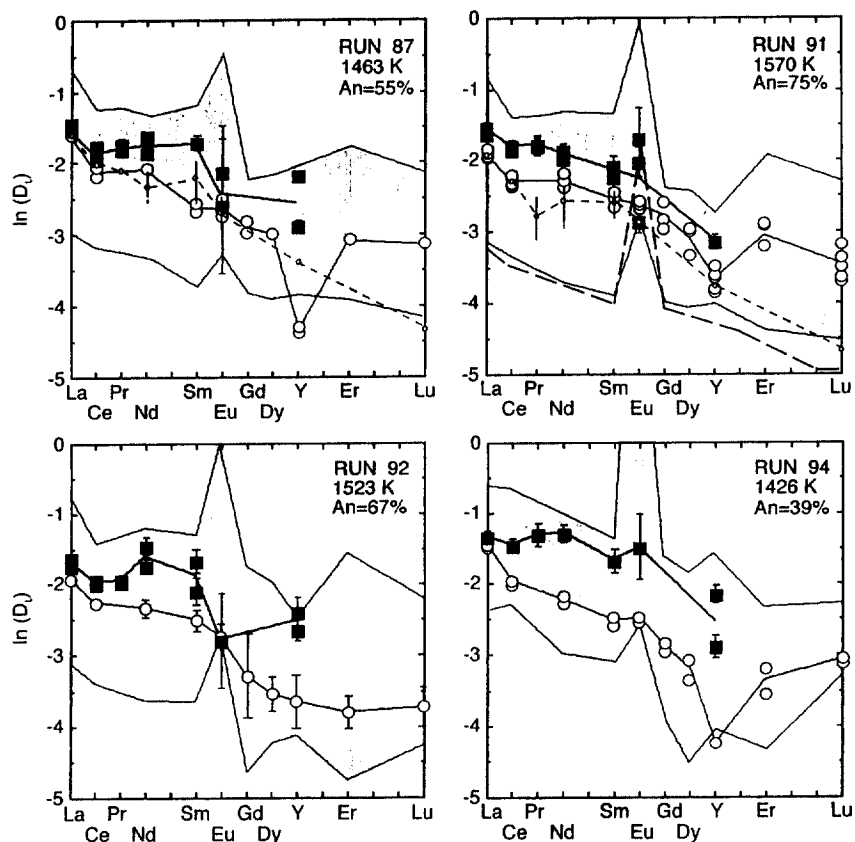 RUN 87
1463 K
An=55%
0
-1
-2
-3
-4
-5
ln (Dᵢ)
La Pr Sm Gd Y Er Lu
Ce Nd Eu Dy
RUN 91
1570 K
An=75%
0
-1
-2
-3
-4
-5
La Pr Sm Gd Y Er Lu
Ce Nd Eu Dy
RUN 92
1523 K
An=67%
0
-1
-2
-3
-4
-5
ln (Dᵢ)
La Pr Sm Gd Y Er Lu
Ce Nd Eu Dy
RUN 94
1426 K
An=39%
0
-1
-2
-3
-4
-5
La Pr Sm Gd Y Er Lu
Ce Nd Eu Dy